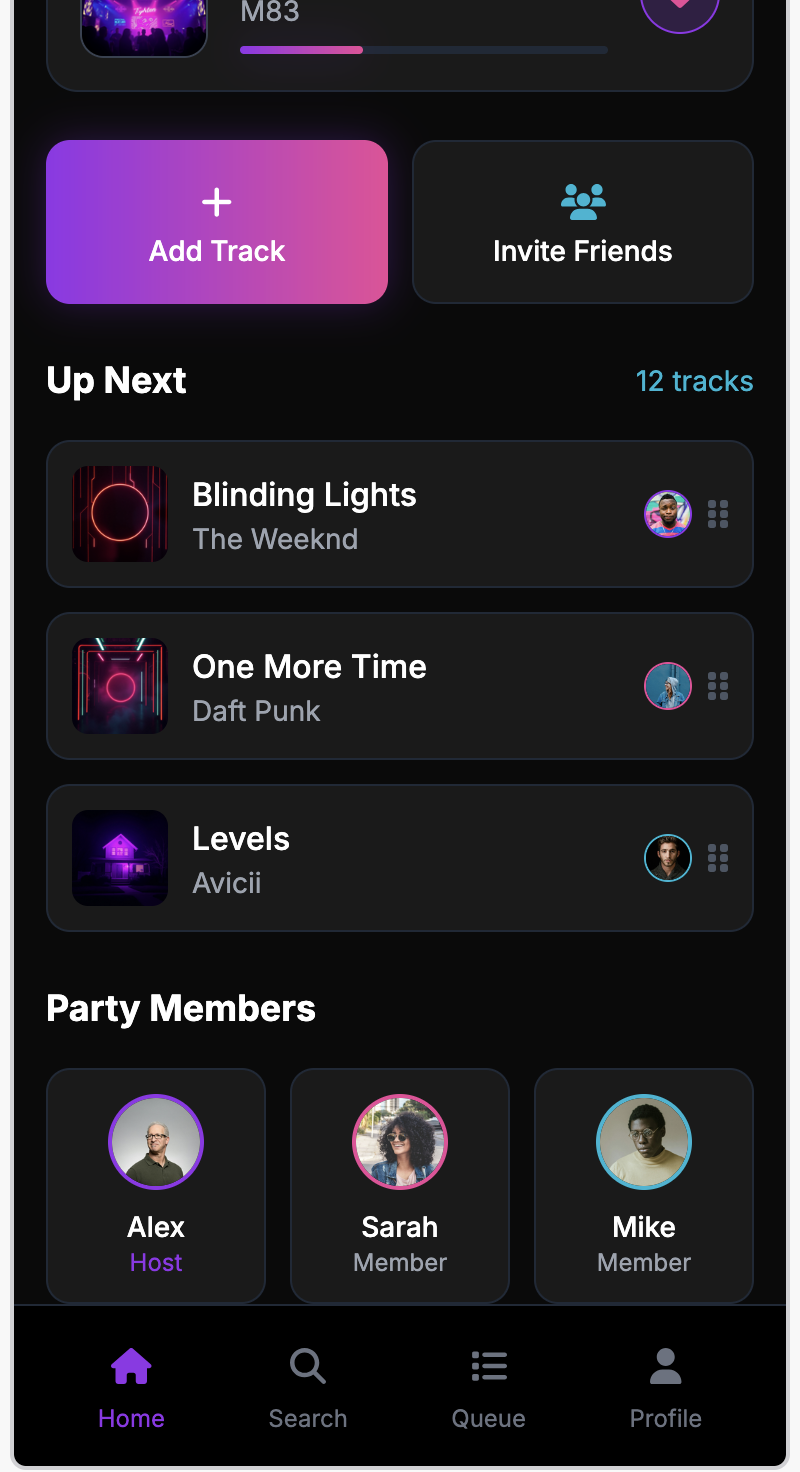 M83
Add Track
Invite Friends
Up Next
12 tracks
Blinding Lights
The Weeknd
One More Time
Daft Punk
Levels
Avicii
Party Members
Alex
Host
Sarah
Member
Mike
Member
Home
Search
Queue
Profile